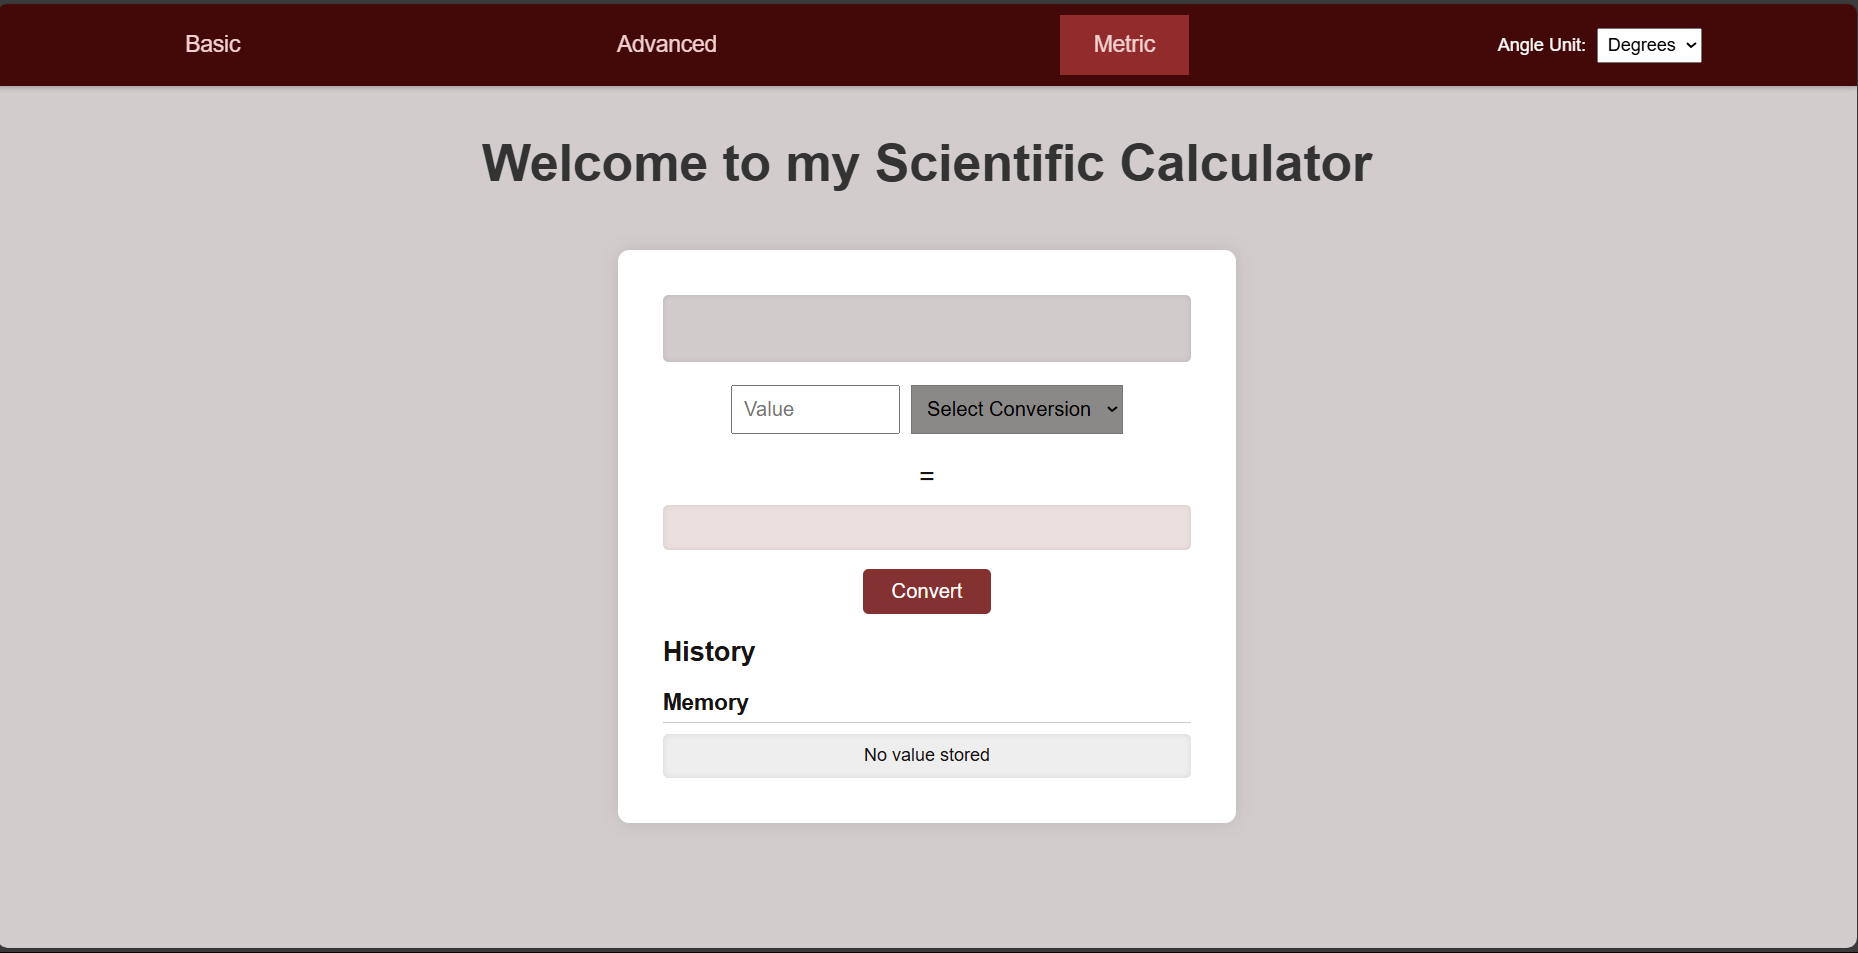 Basic Advanced Metric Angle Unit: Degrees
Welcome to my Scientific Calculator
Value Select Conversion
=
Convert
History
Memory
No value stored